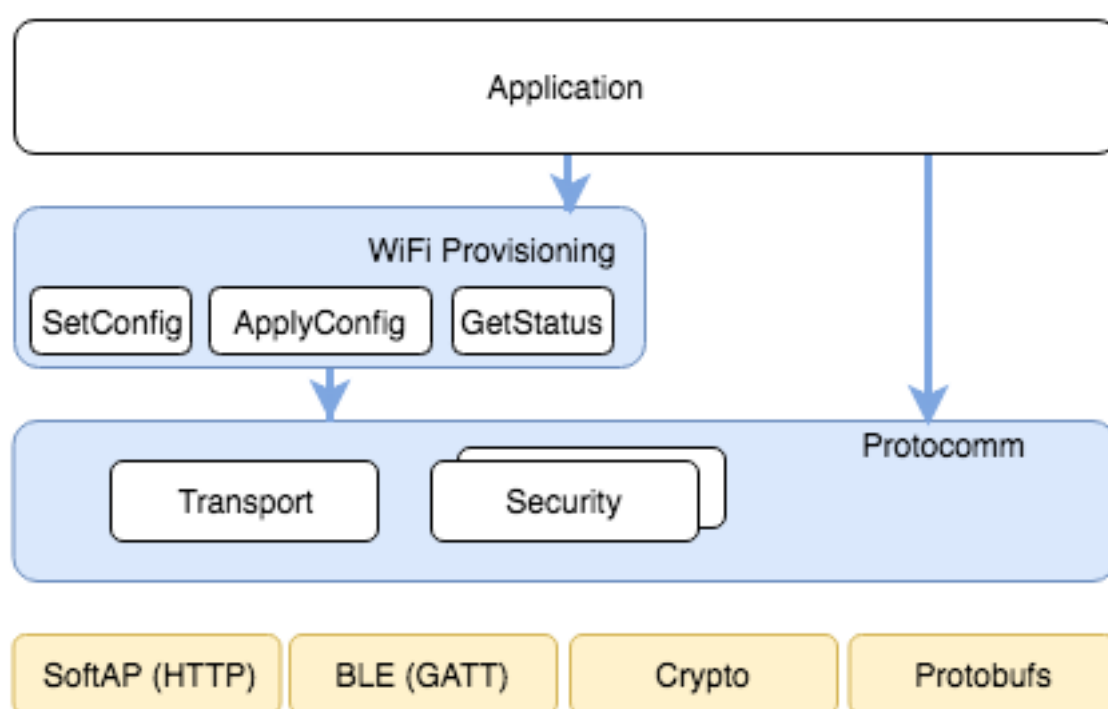 Application
WiFi Provisioning
SetConfig ApplyConfig GetStatus
Protocomm
Transport Security
SoftAP (HTTP) BLE (GATT) Crypto Protobufs